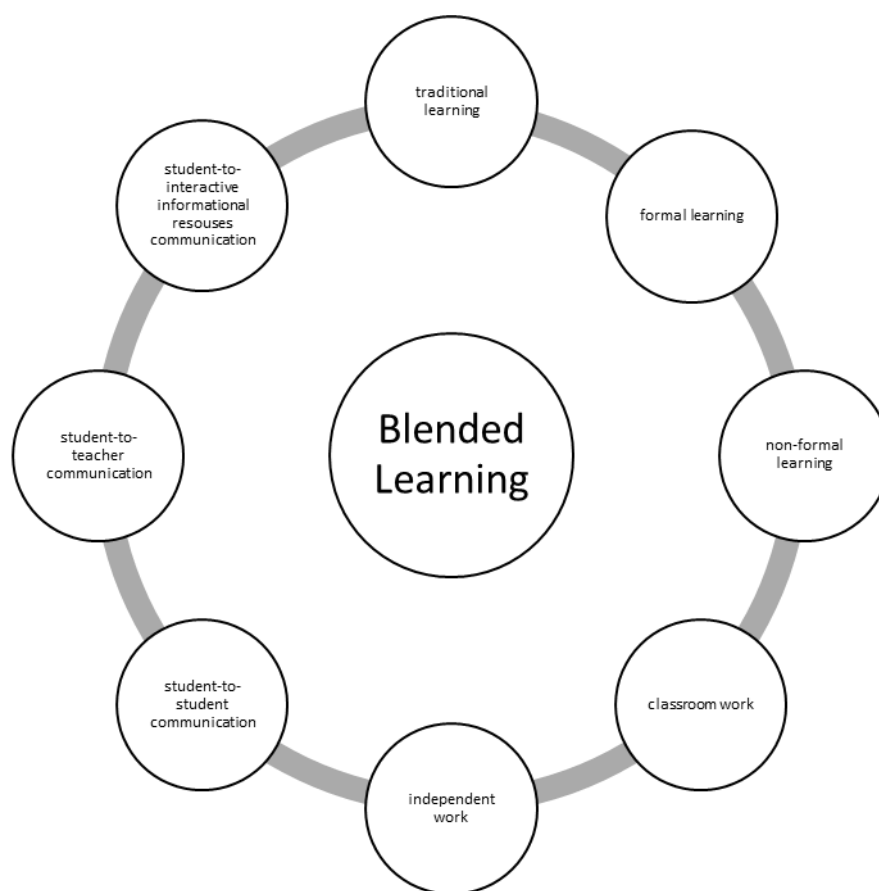 traditional
learning
formal learning
non-formal
learning
classroom work
independent
work
student-to-
student
communication
student-to-
teacher
communication
student-to-
interactive
informational
resouses
communication
Blended
Learning